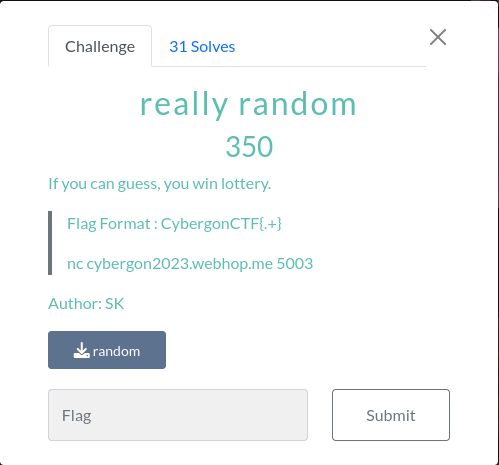 Challenge
31 Solves
really random
350
If you can guess, you win lottery.
Flag Format : CybergonCTF{.+}
nc cybergon2023.webhop.me 5003
Author: SK
random
Flag
Submit